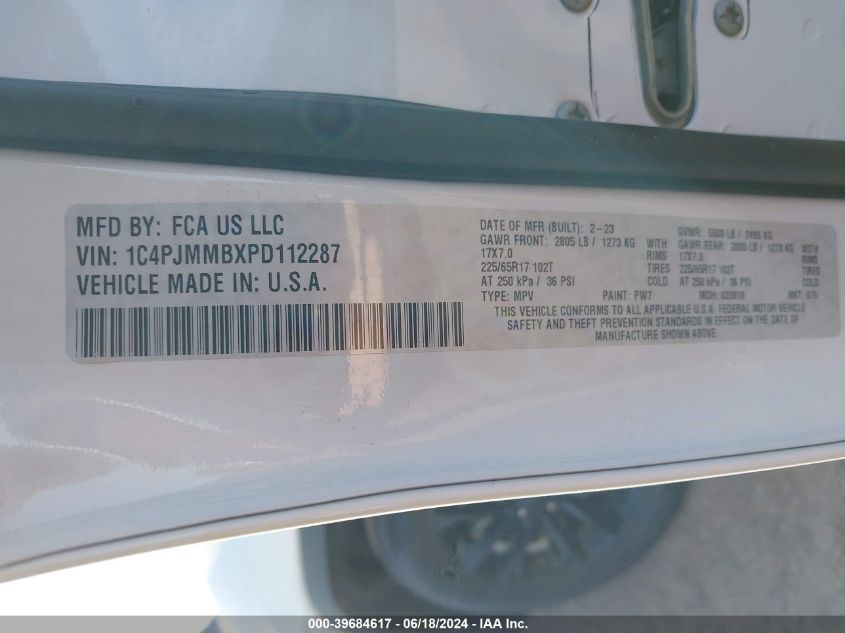 MFD BY: FCA US LLC
VIN: 1C4PJMMBXPD112287
VEHICLE MADE IN: U.S.A.
DATE OF MFR (BUILT): 2-23 GVWR: 5500 LB / 2495 KG
GAWR FRONT: 2805 LB / 1273 KG WITH GAWR REAR: 2805 LB / 1273 KG WITH
17X7.0 RIMS 17X7.0 RIMS
225/65R17 102T TIRES 225/65R17 102T TIRES
AT 250 kPa / 36 PSI COLD AT 250 kPa / 36 PSI COLD
TYPE: MPV PAINT: PW7 MDH: 020810 MNT: 875
THIS VEHICLE CONFORMS TO ALL APPLICABLE U.S.A. FEDERAL MOTOR VEHICLE
SAFETY AND THEFT PREVENTION STANDARDS IN EFFECT ON THE DATE OF
MANUFACTURE SHOWN ABOVE.
000-39684617 - 06/18/2024 - IAA Inc.